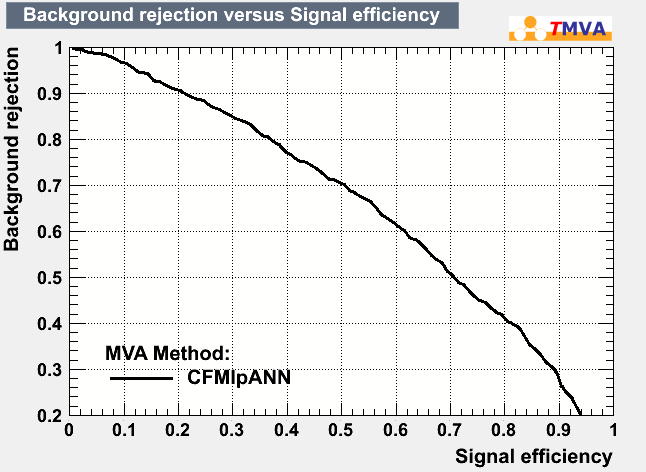 Background rejection versus Signal efficiency
TMVA
Background rejection
1
0.9
0.8
0.7
0.6
0.5
0.4
0.3
0.2
MVA Method:
CFMlpANN
0 0.1 0.2 0.3 0.4 0.5 0.6 0.7 0.8 0.9 1
Signal efficiency